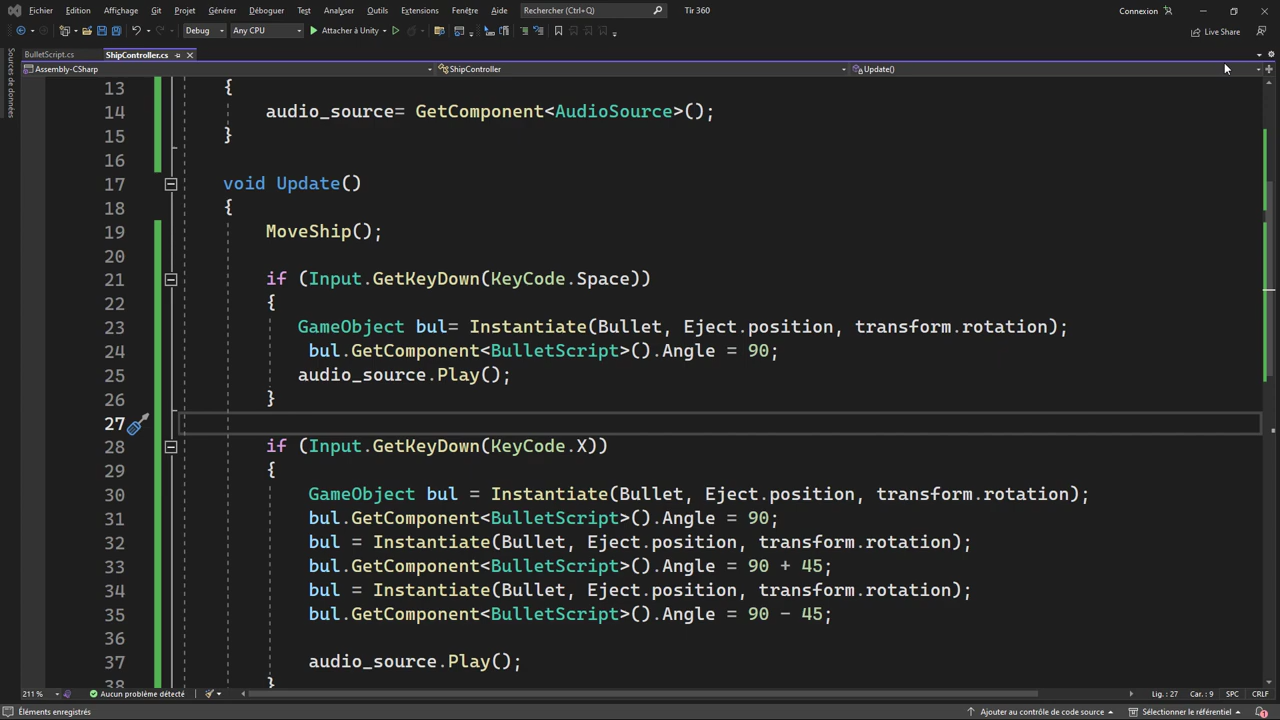 Fichier Edition Affichage Git Projet Générer Déboguer Test Analyser Outils Extensions Fenêtre Aide Rechercher (Ctrl+Q) Tir 360 Connexion
Debug Any CPU Attacher à Unity Live Share
BulletScript.cs ShipController.cs
Sources de données
Assembly-CSharp ShipController Update()
13 {
14 audio_source= GetComponent<AudioSource>();
15 }
16
17 void Update()
18 {
19 MoveShip();
20
21 if (Input.GetKeyDown(KeyCode.Space))
22 {
23 GameObject bul= Instantiate(Bullet, Eject.position, transform.rotation);
24 bul.GetComponent<BulletScript>().Angle = 90;
25 audio_source.Play();
26 }
27
28 if (Input.GetKeyDown(KeyCode.X))
29 {
30 GameObject bul = Instantiate(Bullet, Eject.position, transform.rotation);
31 bul.GetComponent<BulletScript>().Angle = 90;
32 bul = Instantiate(Bullet, Eject.position, transform.rotation);
33 bul.GetComponent<BulletScript>().Angle = 90 + 45;
34 bul = Instantiate(Bullet, Eject.position, transform.rotation);
35 bul.GetComponent<BulletScript>().Angle = 90 - 45;
36
37 audio_source.Play();
38 }
211 % Aucun problème détecté Lig. : 27 Car. : 9 SPC CRLF
Éléments enregistrés Ajouter au contrôle de code source Sélectionner le référentiel 1